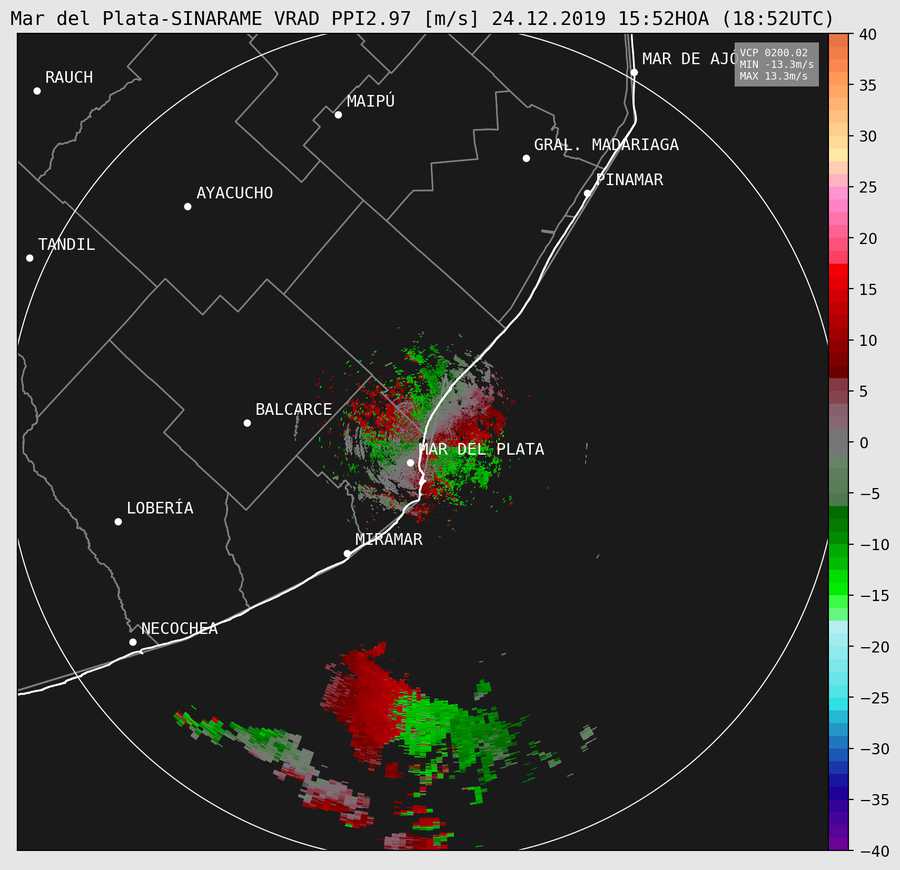 Mar del Plata-SINARAME VRAD PPI2.97 [m/s] 24.12.2019 15:52HOA (18:52UTC)
VCP 0200.02
MIN -13.3m/s
MAX 13.3m/s
MAR DE AJÓ
RAUCH
MAIPÚ
GRAL. MADARIAGA
PINAMAR
AYACUCHO
TANDIL
BALCARCE
MAR DEL PLATA
LOBERÍA
MIRAMAR
NECOCHEA
40
35
30
25
20
15
10
5
0
−5
−10
−15
−20
−25
−30
−35
−40